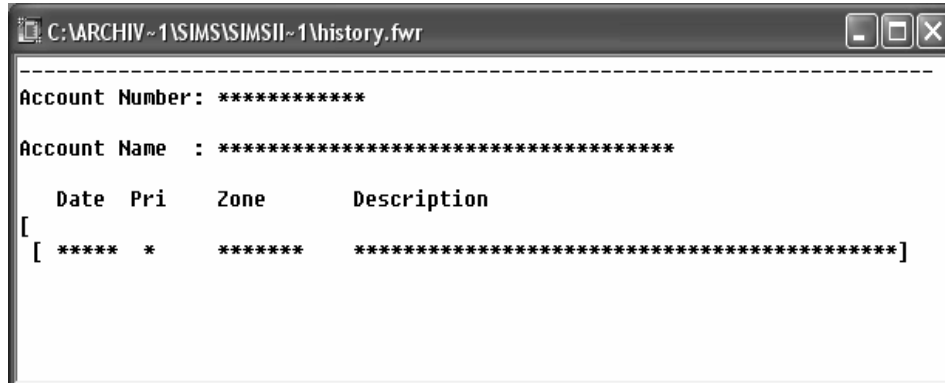 C:\ARCHIV~1\SIMS\SIMSII~1\history.fwr
--------------------------------------------------------------------------
Account Number: ************
Account Name  : *************************************
   Date  Pri    Zone       Description
[
 [ *****  *     *******    ********************************************]